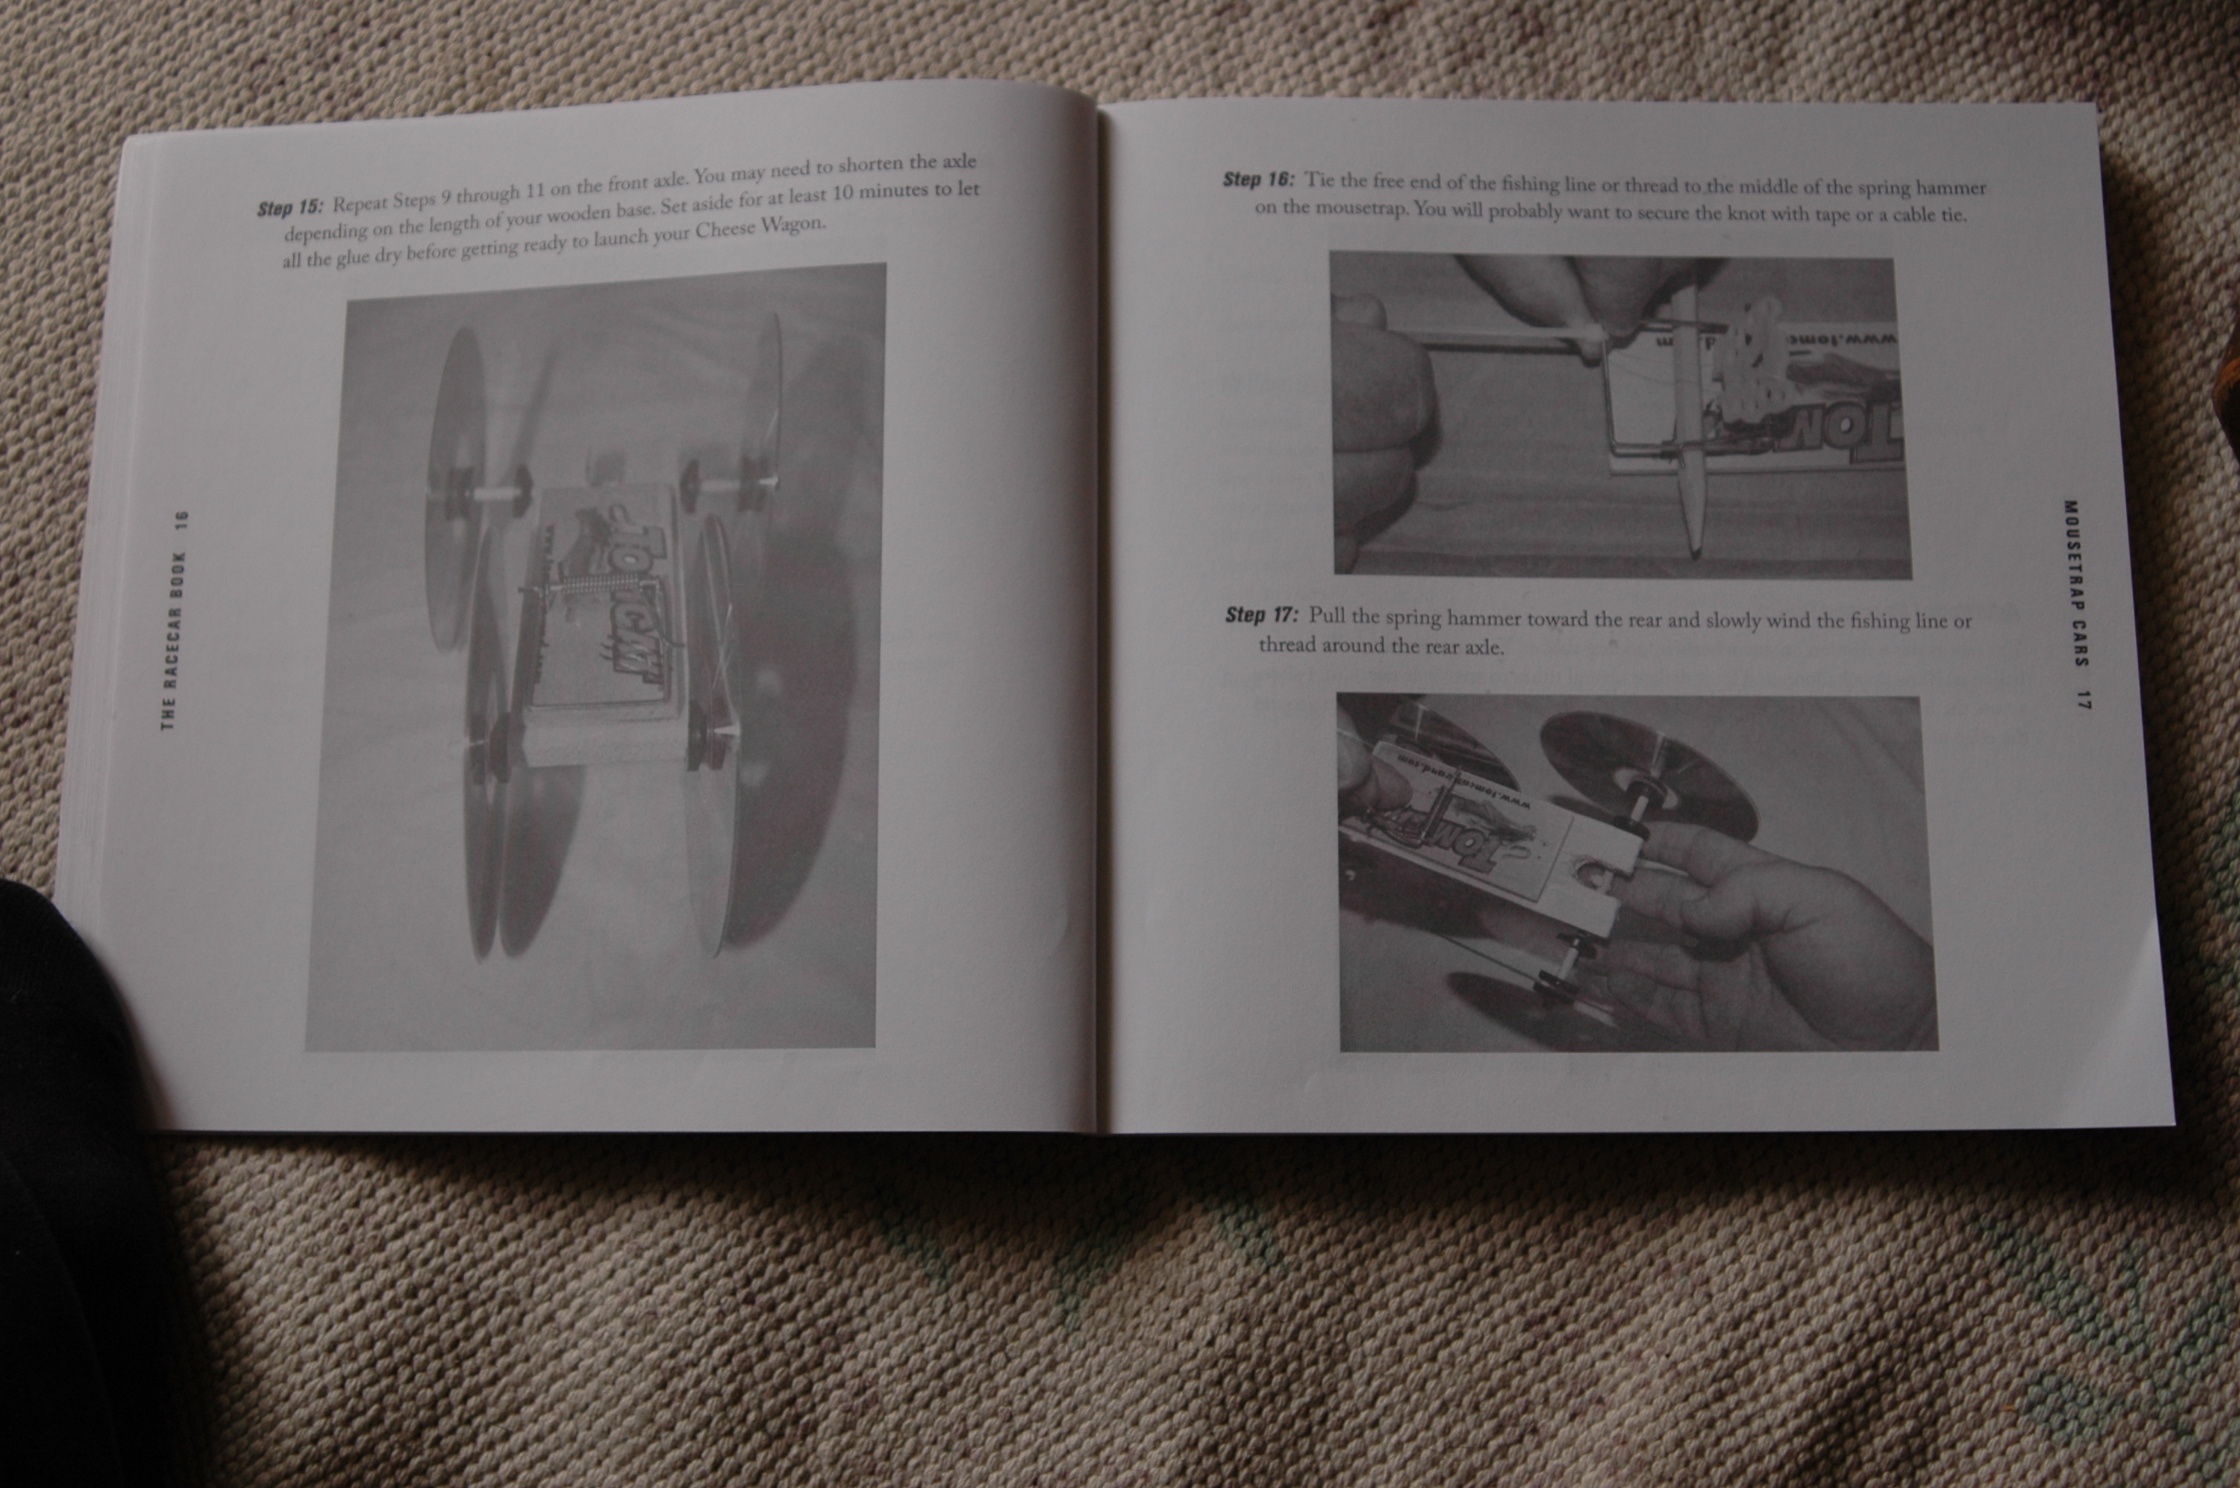 Step 15: Repeat Steps 9 through 11 on the front axle. You may need to shorten the axle
depending on the length of your wooden base. Set aside for at least 10 minutes to let
all the glue dry before getting ready to launch your Cheese Wagon.
TOMCAT
THE RACECAR BOOK 16
Step 16: Tie the free end of the fishing line or thread to the middle of the spring hammer
on the mousetrap. You will probably want to secure the knot with tape or a cable tie.
www.tomc
TOM
Step 17: Pull the spring hammer toward the rear and slowly wind the fishing line or
thread around the rear axle.
TOM
MOUSETRAP CARS 17